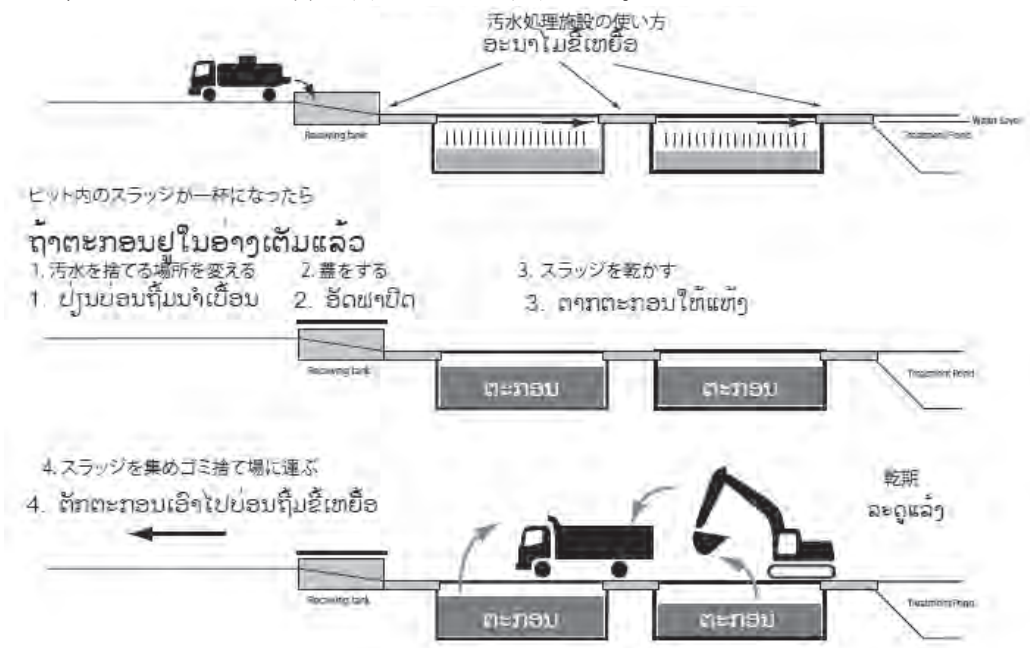 汚水処理施設の使い方
ອະນາໄມຂີ້ເຫຍື້ອ
Receiving tank
Treatment Pond
Water Level
ピット内のスラッジが一杯になったら
ຖ້າຕະກອນຢູ່ໃນອ່າງເຕັມແລ້ວ
1. 汚水を捨てる場所を変える
2. 蓋をする
3. スラッジを乾かす
1. ປ່ຽນບ່ອນຖິ້ມນໍາເປື້ອນ
2. ອັດຝາປິດ
3. ຕາກຕະກອນໃຫ້ແຫ້ງ
Receiving tank
ຕະກອນ
ຕະກອນ
Treatment Pond
4. スラッジを集めゴミ捨て場に運ぶ
4. ຕັກຕະກອນເອົາໄປບ່ອນຖິ້ມຂີ້ເຫຍື້ອ
乾期
ລະດູແລ້ງ
Receiving tank
ຕະກອນ
ຕະກອນ
Treatment Pond